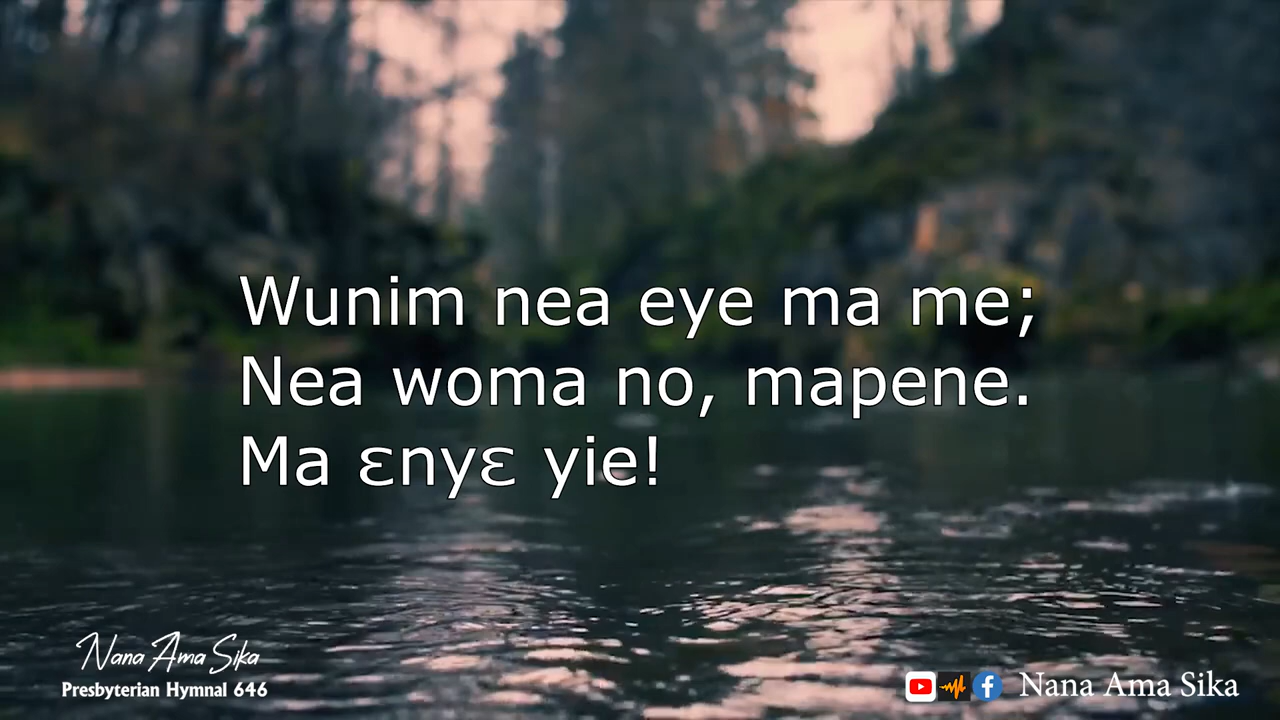 Wunim nea eye ma me;
Nea woma no, mapene.
Ma ɛnyɛ yie!
Nana Ama Sika
Presbyterian Hymnal 646
Nana Ama Sika